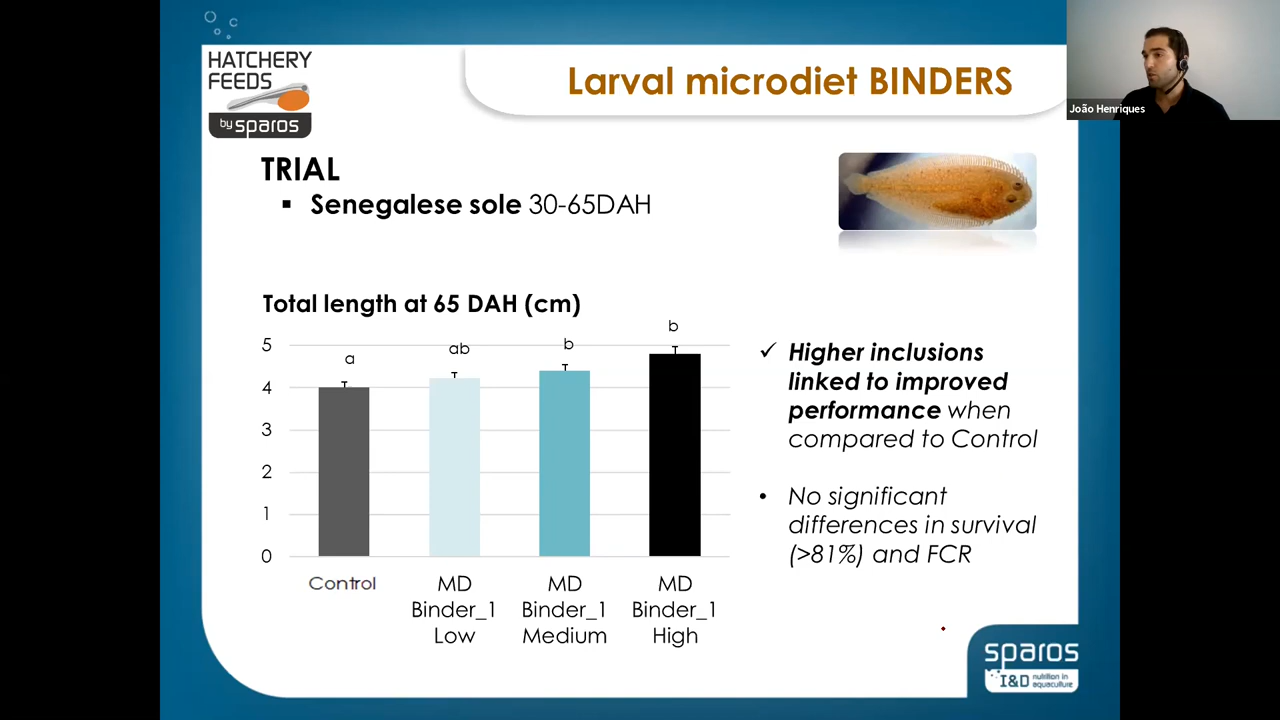 HATCHERY
FEEDS
by sparos
Larval microdiet BINDERS
João Henriques
TRIAL
▪ Senegalese sole 30-65DAH
Total length at 65 DAH (cm)
5
4
3
2
1
0
a
ab
b
b
Control
MD
Binder_1
Low
MD
Binder_1
Medium
MD
Binder_1
High
✓ Higher inclusions
linked to improved
performance when
compared to Control
• No significant
differences in survival
(>81%) and FCR
sparos
I&D nutrition in
aquaculture